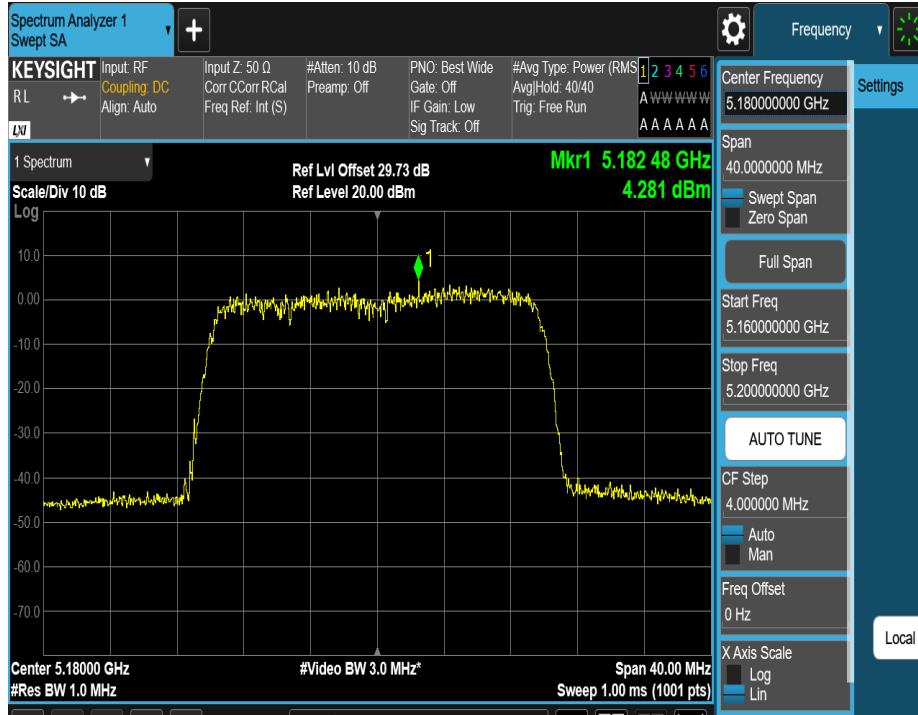 Spectrum Analyzer 1
Swept SA
+
Frequency
KEYSIGHT
R L
LXI
Input: RF
Coupling: DC
Align: Auto
Input Z: 50 Ω
Corr CCorr RCal
Freq Ref: Int (S)
#Atten: 10 dB
Preamp: Off
PNO: Best Wide
Gate: Off
IF Gain: Low
Sig Track: Off
#Avg Type: Power (RMS
Avg|Hold: 40/40
Trig: Free Run
1 2 3 4 5 6
A W W W W W
A A A A A A
1 Spectrum
Scale/Div 10 dB
Ref Lvl Offset 29.73 dB
Ref Level 20.00 dBm
Mkr1 5.182 48 GHz
4.281 dBm
Log
1
10.0
0.00
-10.0
-20.0
-30.0
-40.0
-50.0
-60.0
-70.0
Center 5.18000 GHz
#Res BW 1.0 MHz
#Video BW 3.0 MHz*
Span 40.00 MHz
Sweep 1.00 ms (1001 pts)
Center Frequency
5.180000000 GHz
Span
40.0000000 MHz
Swept Span
Zero Span
Full Span
Start Freq
5.160000000 GHz
Stop Freq
5.200000000 GHz
AUTO TUNE
CF Step
4.000000 MHz
Auto
Man
Freq Offset
0 Hz
X Axis Scale
Log
Lin
Settings
Local